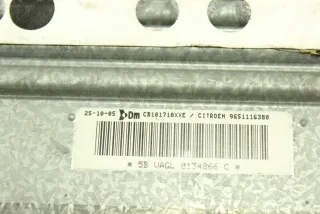 25-10-05 Dm CB101710XXE / CITROEN 9651116380
* 5B VAGL 0134866 C *